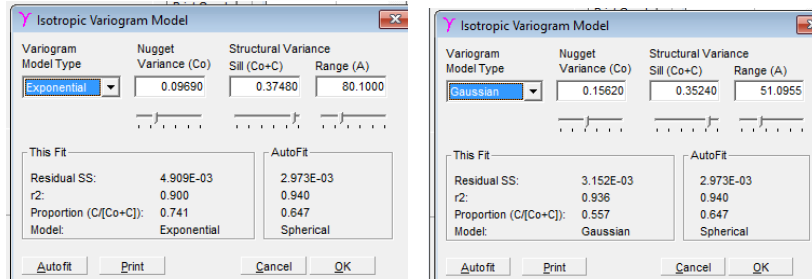 Isotropic Variogram Model
Variogram Nugget Structural Variance
Model Type Variance (Co) Sill (Co+C) Range (A)
Exponential 0.09690 0.37480 80.1000
This Fit AutoFit
Residual SS: 4.909E-03 2.973E-03
r2: 0.900 0.940
Proportion (C/[Co+C]): 0.741 0.647
Model: Exponential Spherical
Autofit Print Cancel OK
Isotropic Variogram Model
Variogram Nugget Structural Variance
Model Type Variance (Co) Sill (Co+C) Range (A)
Gaussian 0.15620 0.35240 51.0955
This Fit AutoFit
Residual SS: 3.152E-03 2.973E-03
r2: 0.936 0.940
Proportion (C/[Co+C]): 0.557 0.647
Model: Gaussian Spherical
Autofit Print Cancel OK